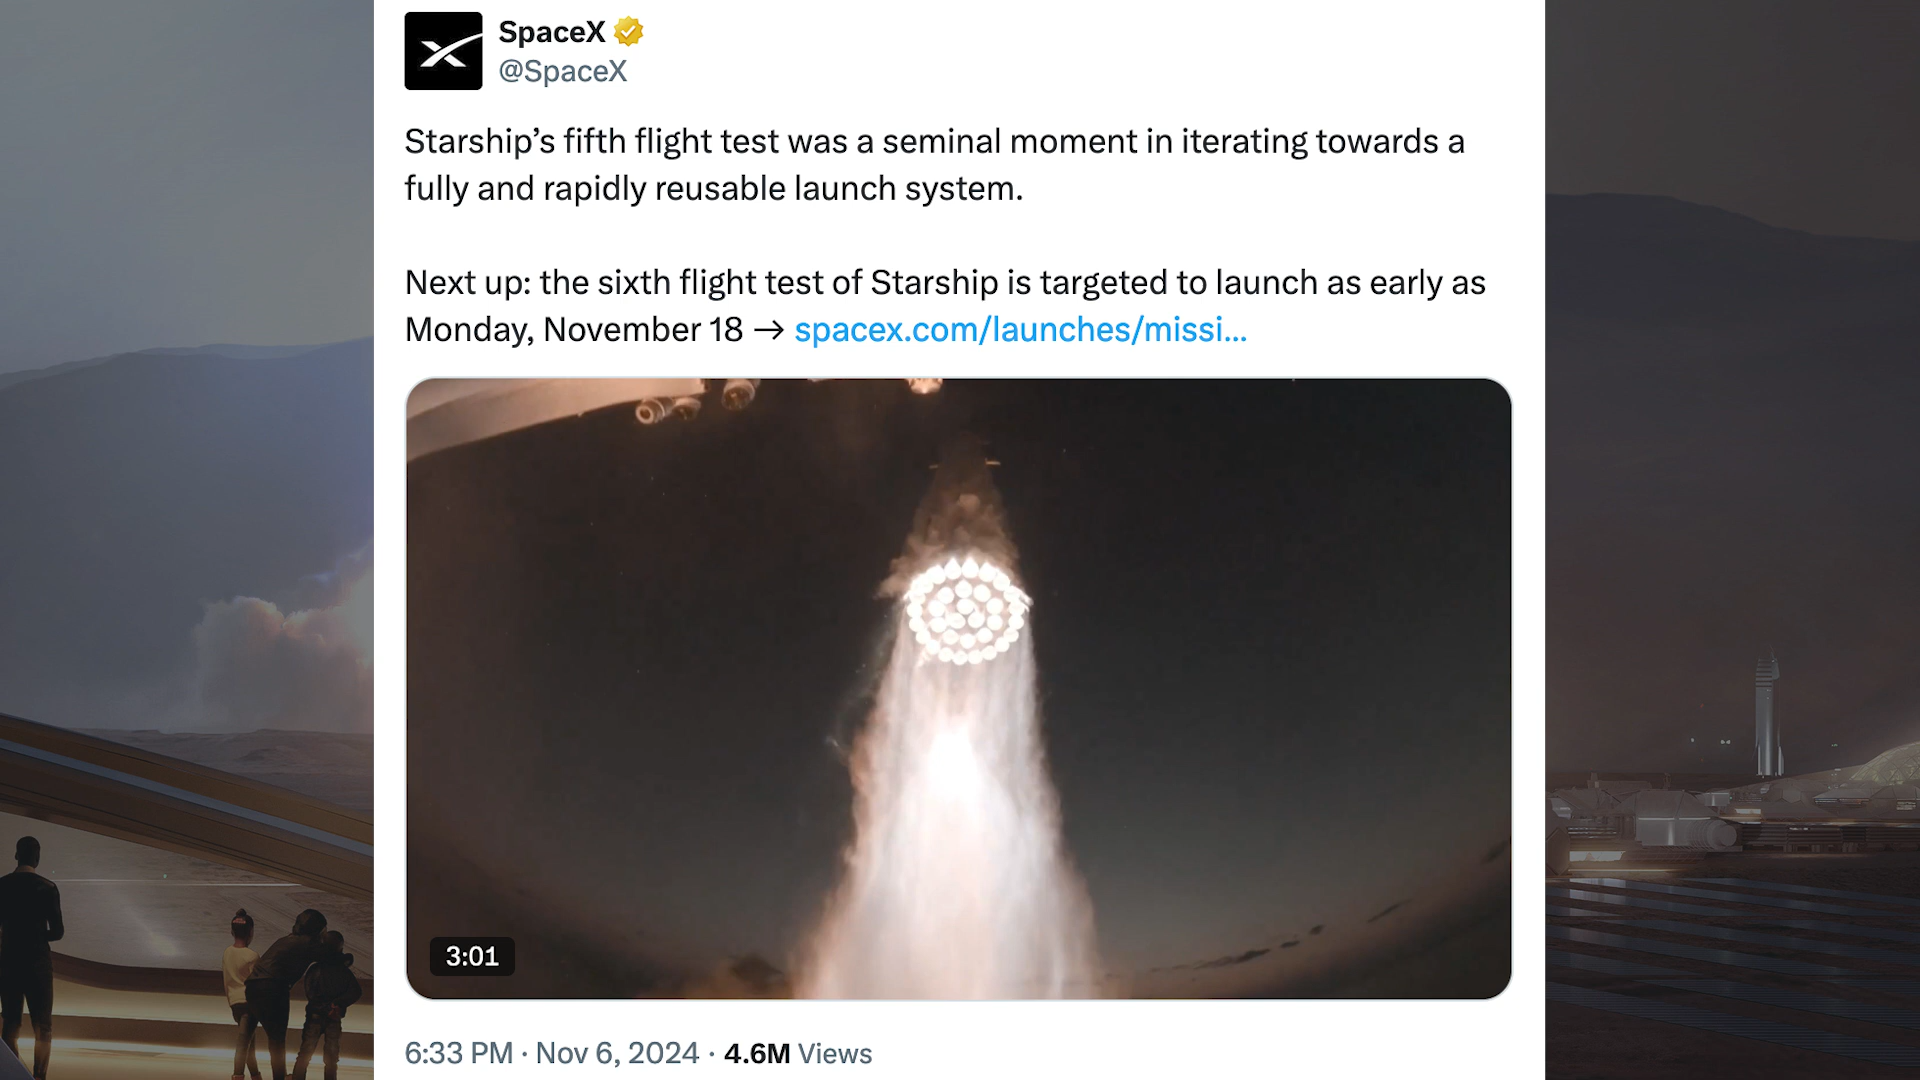 SpaceX
@SpaceX
Starship’s fifth flight test was a seminal moment in iterating towards a
fully and rapidly reusable launch system.
Next up: the sixth flight test of Starship is targeted to launch as early as
Monday, November 18 → spacex.com/launches/missi...
3:01
6:33 PM · Nov 6, 2024 · 4.6M Views